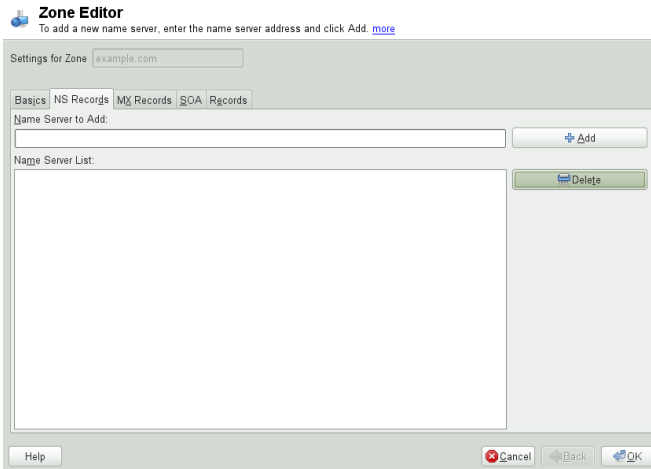 Zone Editor
To add a new name server, enter the name server address and click Add. more
Settings for Zone example.com
Basics NS Records MX Records SOA Records
Name Server to Add:
Add
Name Server List:
Delete
Help Cancel Back OK